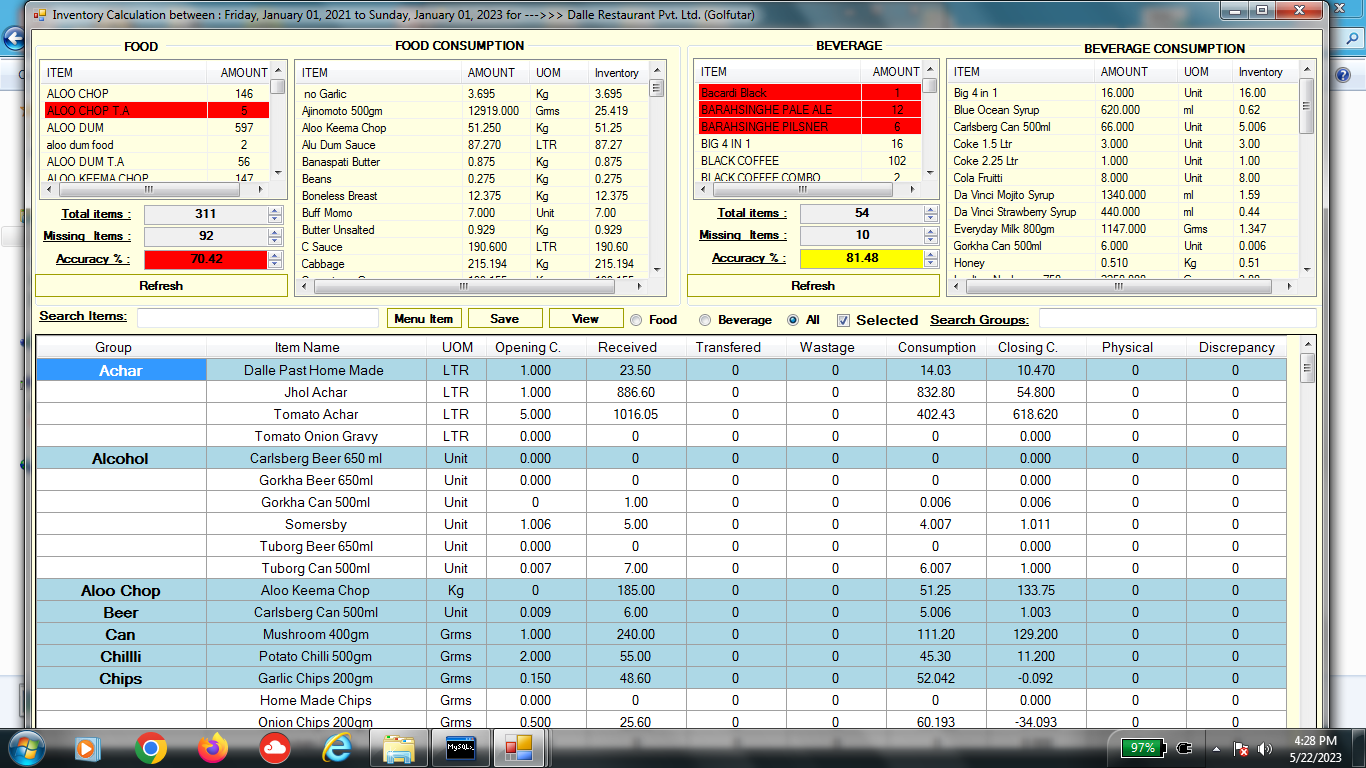 Inventory Calculation between : Friday, January 01, 2021 to Sunday, January 01, 2023 for --->>> Dalle Restaurant Pvt. Ltd. (Golfutar)
FOOD
ITEM AMOUNT
ALOO CHOP 146
ALOO CHOP T.A 5
ALOO DUM 597
aloo dum food 2
ALOO DUM T.A 56
ALOO KEEMA CHOP 147
Total items : 311
Missing Items : 92
Accuracy % : 70.42
Refresh
FOOD CONSUMPTION
ITEM AMOUNT UOM Inventory
no Garlic 3.695 Kg 3.695
Ajinomoto 500gm 12919.000 Grms 25.419
Aloo Keema Chop 51.250 Kg 51.25
Alu Dum Sauce 87.270 LTR 87.27
Banaspati Butter 0.875 Kg 0.875
Beans 0.275 Kg 0.275
Boneless Breast 12.375 Kg 12.375
Buff Momo 7.000 Unit 7.00
Butter Unsalted 0.929 Kg 0.929
C Sauce 190.600 LTR 190.60
Cabbage 215.194 Kg 215.194
BEVERAGE
ITEM AMOUNT
Bacardi Black 1
BARAHSINGHE PALE ALE 12
BARAHSINGHE PILSNER 6
BIG 4 IN 1 16
BLACK COFFEE 102
BLACK COFFEE COMBO 2
Total items : 54
Missing Items : 10
Accuracy % : 81.48
Refresh
BEVERAGE CONSUMPTION
ITEM AMOUNT UOM Inventory
Big 4 in 1 16.000 Unit 16.00
Blue Ocean Syrup 620.000 ml 0.62
Carlsberg Can 500ml 66.000 Unit 5.006
Coke 1.5 Ltr 3.000 Unit 3.00
Coke 2.25 Ltr 1.000 Unit 1.00
Cola Fruitti 8.000 Unit 8.00
Da Vinci Mojito Syrup 1340.000 ml 1.59
Da Vinci Strawberry Syrup 440.000 ml 0.44
Everyday Milk 800gm 1147.000 Grms 1.347
Gorkha Can 500ml 6.000 Unit 0.006
Honey 0.510 Kg 0.51
Search Items: Menu Item Save View Food Beverage All Selected Search Groups:
Group Item Name UOM Opening C. Received Transfered Wastage Consumption Closing C. Physical Discrepancy
Achar Dalle Past Home Made LTR 1.000 23.50 0 0 14.03 10.470 0 0
Jhol Achar LTR 1.000 886.60 0 0 832.80 54.800 0 0
Tomato Achar LTR 5.000 1016.05 0 0 402.43 618.620 0 0
Tomato Onion Gravy LTR 0.000 0 0 0 0 0.000 0 0
Alcohol Carlsberg Beer 650 ml Unit 0.000 0 0 0 0 0.000 0 0
Gorkha Beer 650ml Unit 0.000 0 0 0 0 0.000 0 0
Gorkha Can 500ml Unit 0 1.00 0 0 0.006 0.006 0 0
Somersby Unit 1.006 5.00 0 0 4.007 1.011 0 0
Tuborg Beer 650ml Unit 0.000 0 0 0 0 0.000 0 0
Tuborg Can 500ml Unit 0.007 7.00 0 0 6.007 1.000 0 0
Aloo Chop Aloo Keema Chop Kg 0 185.00 0 0 51.25 133.75 0 0
Beer Carlsberg Can 500ml Unit 0.009 6.00 0 0 5.006 1.003 0 0
Can Mushroom 400gm Grms 1.000 240.00 0 0 111.20 129.200 0 0
Chillli Potato Chilli 500gm Grms 2.000 55.00 0 0 45.30 11.200 0 0
Chips Garlic Chips 200gm Grms 0.150 48.60 0 0 52.042 -0.092 0 0
Home Made Chips Grms 0.000 0 0 0 0 0.000 0 0
Onion Chips 200gm Grms 0.500 25.60 0 0 60.193 -34.093 0 0
MySQL
97%
4:28 PM
5/22/2023